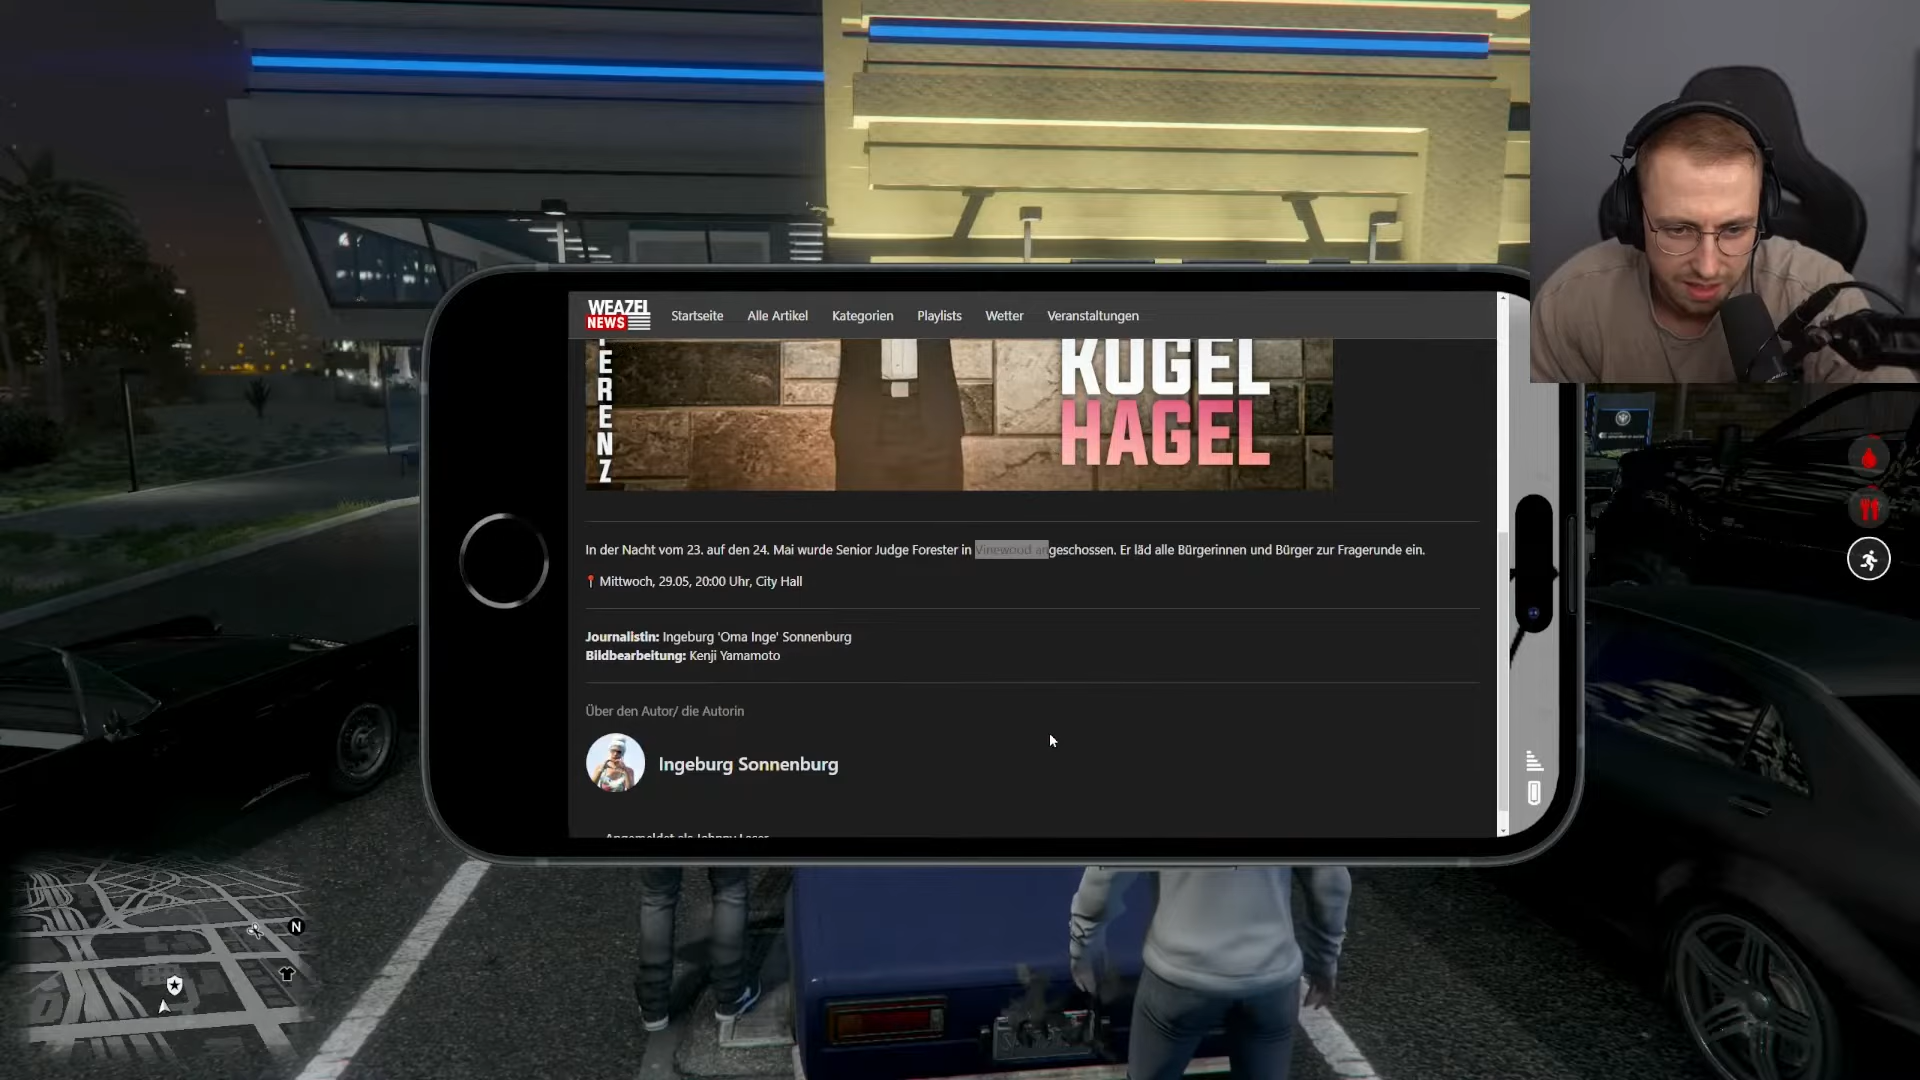 WEAZEL
NEWS
Startseite
Alle Artikel
Kategorien
Playlists
Wetter
Veranstaltungen
ERENZ
KUGEL
HAGEL
In der Nacht vom 23. auf den 24. Mai wurde Senior Judge Forester in Vinewoud angeschossen. Er läd alle Bürgerinnen und Bürger zur Fragerunde ein.
Mittwoch, 29.05, 20:00 Uhr, City Hall
Journalistin: Ingeburg 'Oma Inge' Sonnenburg
Bildbearbeitung: Kenji Yamamoto
Über den Autor/ die Autorin
Ingeburg Sonnenburg
N